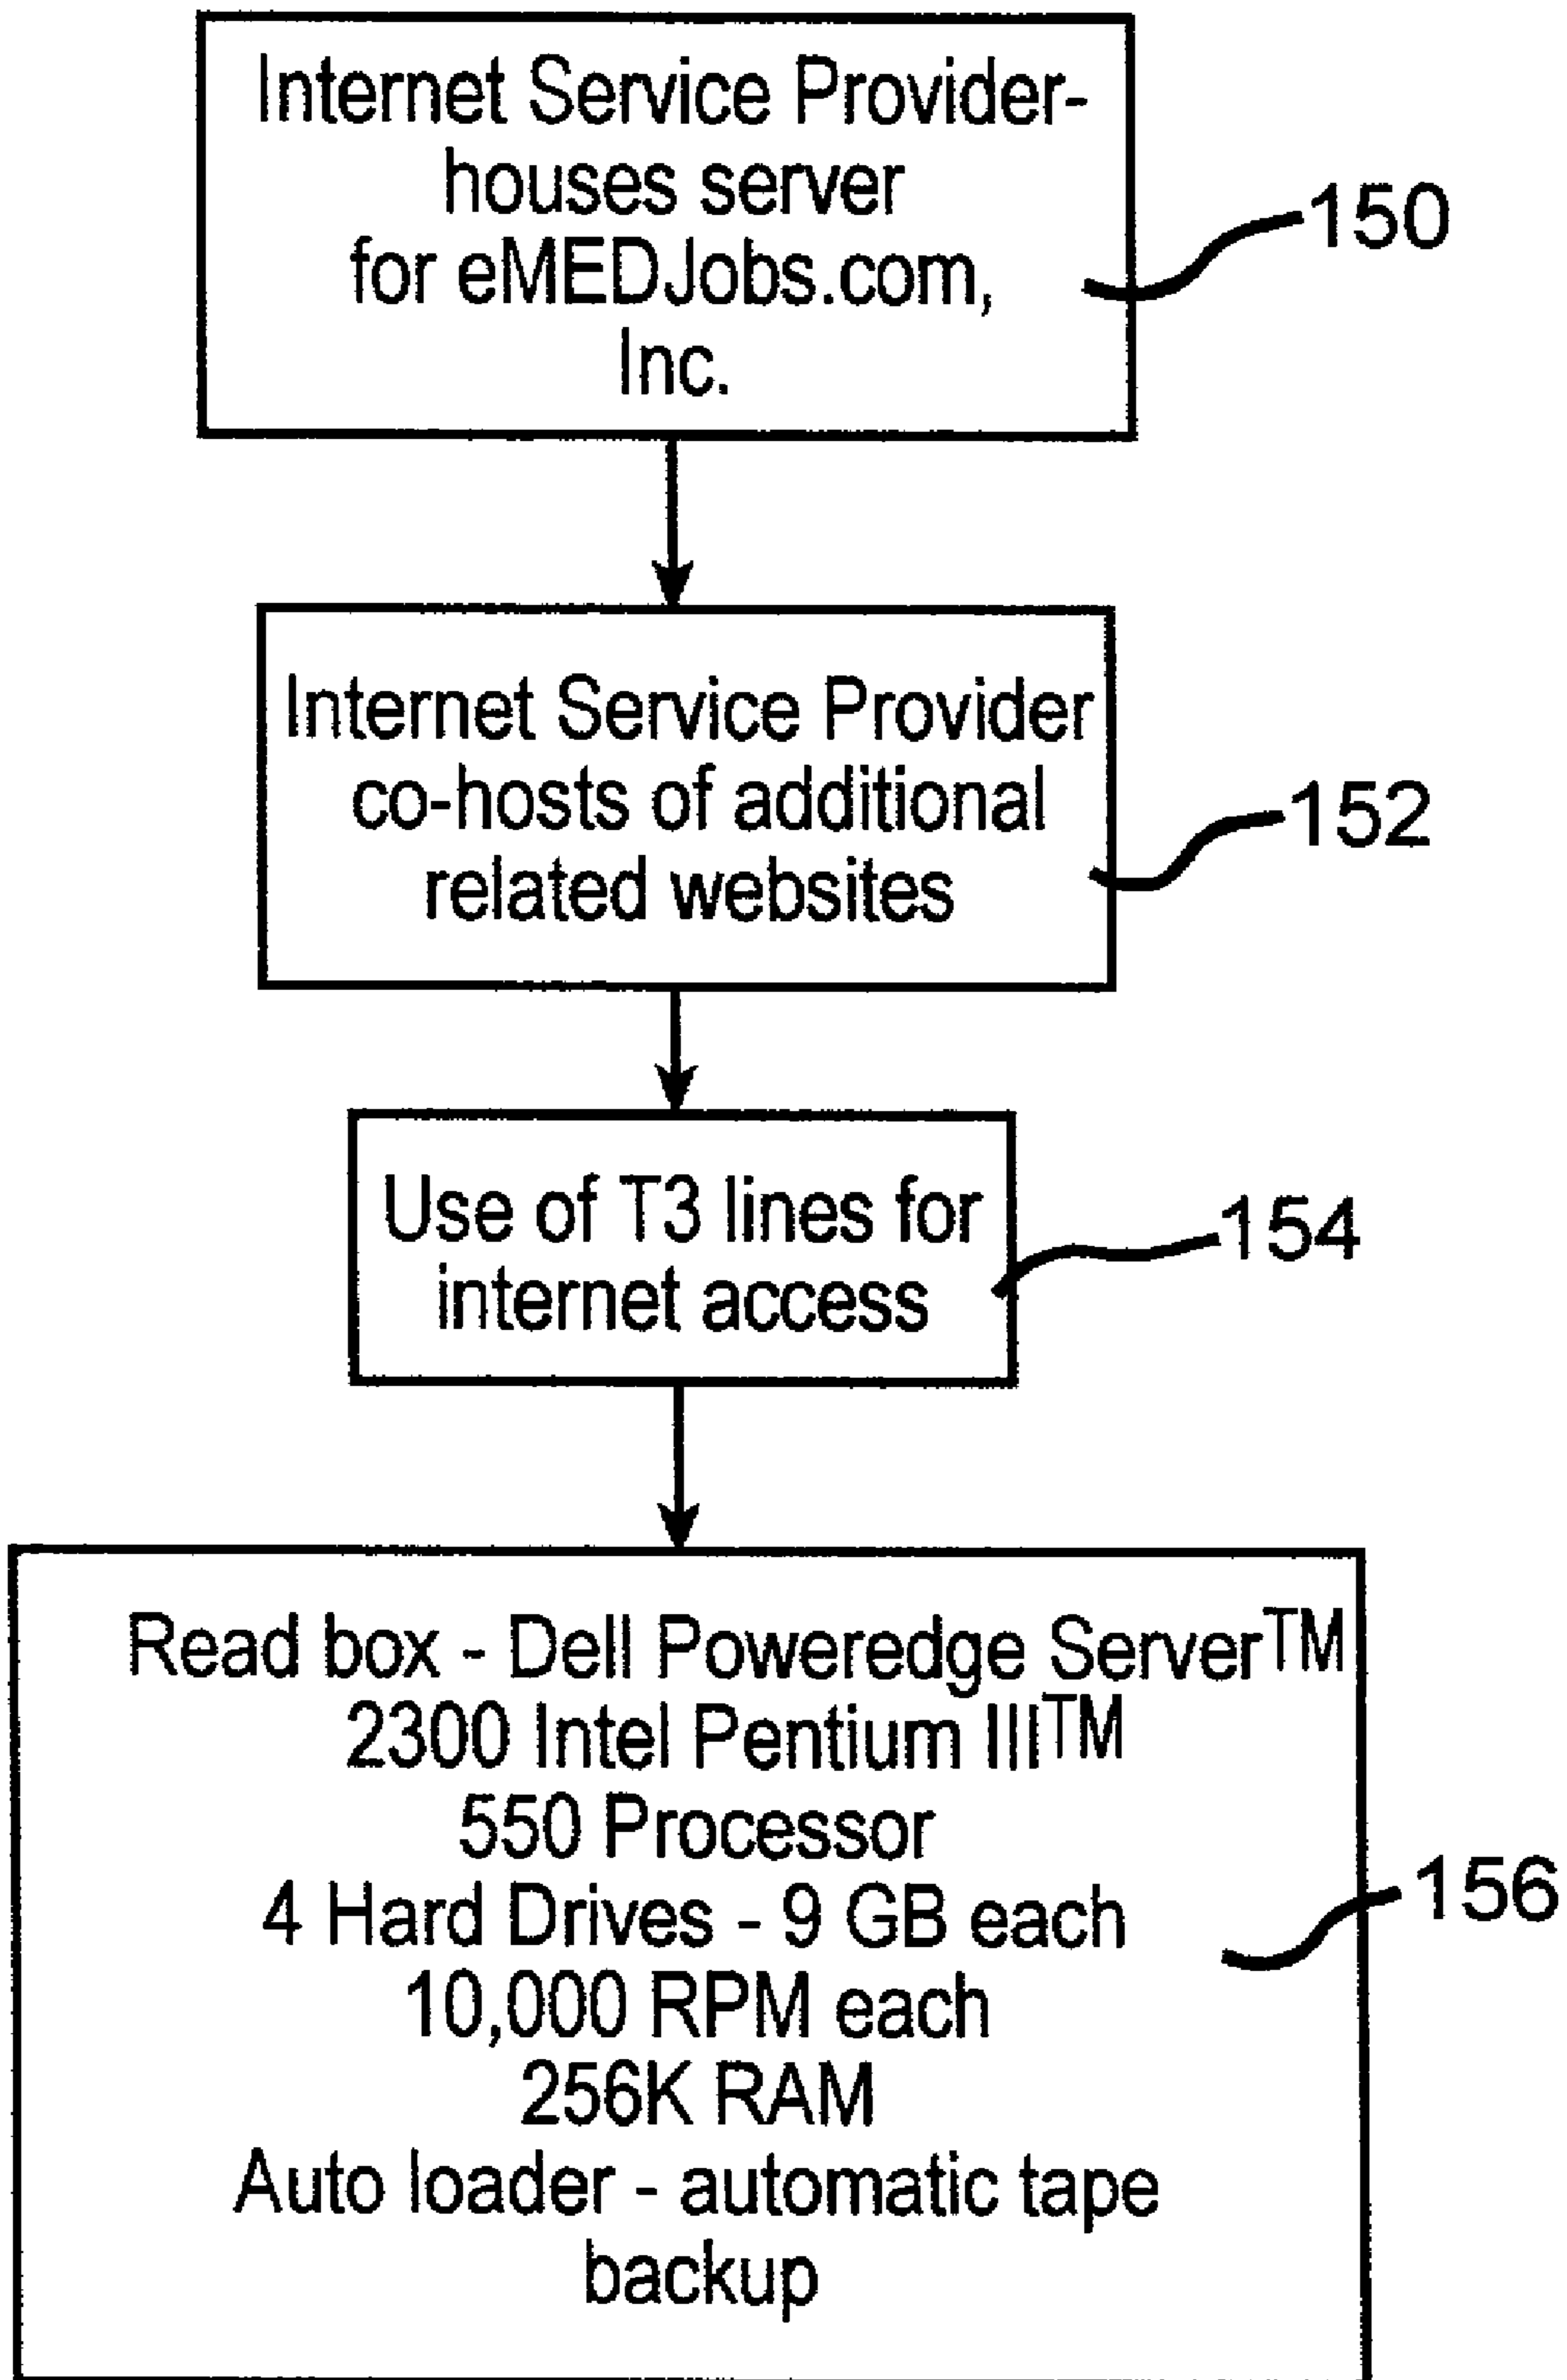 Internet Service Provider-
houses server
for eMEDJobs.com,
Inc.
150
Internet Service Provider
co-hosts of additional
related websites
152
Use of T3 lines for
internet access
154
Read box - Dell Poweredge Server™
2300 Intel Pentium III™
550 Processor
4 Hard Drives - 9 GB each
10,000 RPM each
256K RAM
Auto loader - automatic tape
backup
156